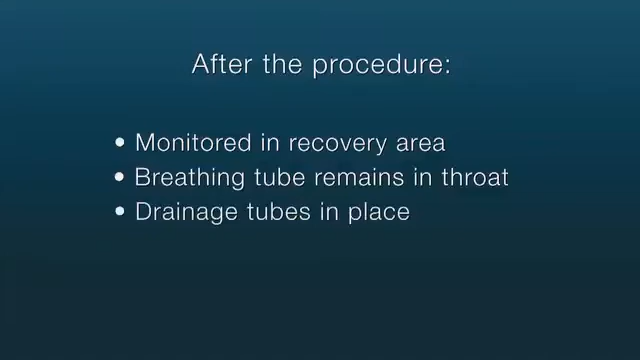 After the procedure:
• Monitored in recovery area
• Breathing tube remains in throat
• Drainage tubes in place